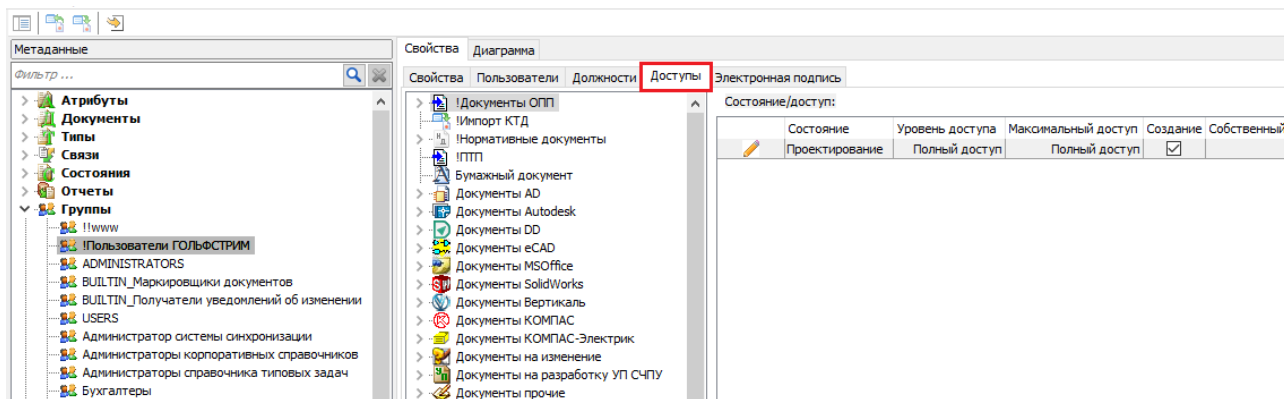 Метаданные
Фильтр ...
Атрибуты
Документы
Типы
Связи
Состояния
Отчеты
Группы
!!www
!Пользователи ГОЛЬФСТРИМ
ADMINISTRATORS
BUILTIN_Маркировщики документов
BUILTIN_Получатели уведомлений об изменении
USERS
Администратор системы синхронизации
Администраторы корпоративных справочников
Администраторы справочника типовых задач
Бухгалтеры
Свойства Диаграмма
Свойства Пользователи Должности Доступы Электронная подпись
!Документы ОПП
!Импорт КТД
!Нормативные документы
!ПТП
Бумажный документ
Документы AD
Документы Autodesk
Документы DD
Документы eCAD
Документы MSOffice
Документы SolidWorks
Документы Вертикаль
Документы КОМПАС
Документы КОМПАС-Электрик
Документы на изменение
Документы на разработку УП СЧПУ
Документы прочие
Состояние/доступ:
Состояние Уровень доступа Максимальный доступ Создание Собственный
Проектирование Полный доступ Полный доступ